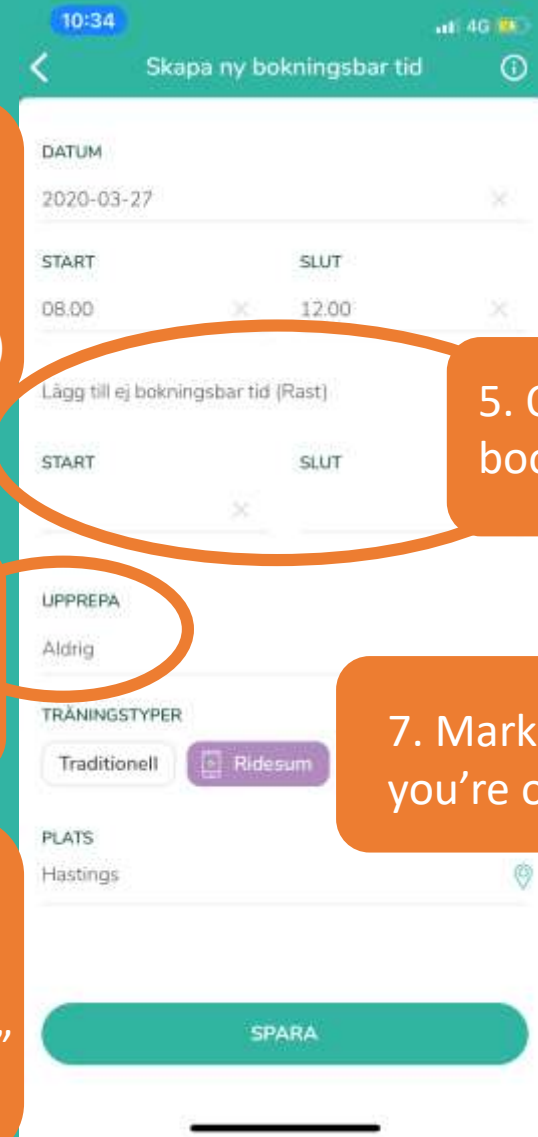 10:34
4G
Skapa ny bokningsbar tid
DATUM
2020-03-27
START SLUT
08.00 12.00
Lägg till ej bokningsbar tid (Rast)
5.
START SLUT
UPPREPA
Aldrig
TRÄNINGSTYPER
Traditionell Ridesum
7. Mark
you're
PLATS
Hastings
SPARA
"